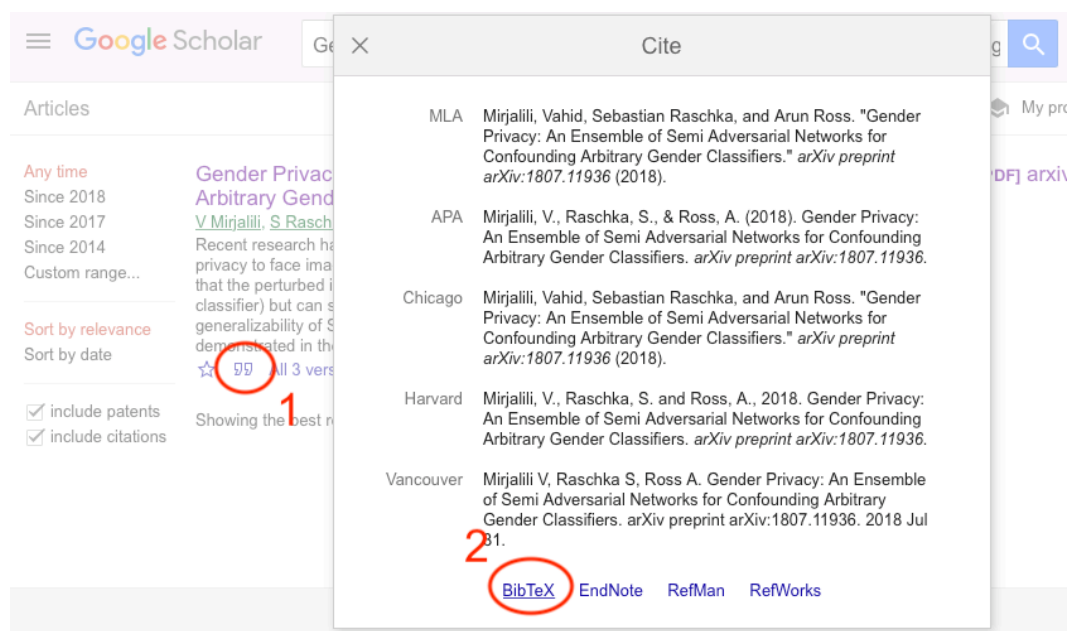 Google Scholar
Ge
g
× Cite
Articles
My pro
Any time
Since 2018
Since 2017
Since 2014
Custom range...
Sort by relevance
Sort by date
include patents
include citations
Gender Privac
Arbitrary Gend
V Mirjalili, S Rasch
Recent research ha
privacy to face ima
that the perturbed i
classifier) but can s
generalizability of S
demonstrated in the
All 3 vers
1
Showing the best r
PDF] arxiv
MLA Mirjalili, Vahid, Sebastian Raschka, and Arun Ross. "Gender
Privacy: An Ensemble of Semi Adversarial Networks for
Confounding Arbitrary Gender Classifiers." arXiv preprint
arXiv:1807.11936 (2018).
APA Mirjalili, V., Raschka, S., & Ross, A. (2018). Gender Privacy:
An Ensemble of Semi Adversarial Networks for Confounding
Arbitrary Gender Classifiers. arXiv preprint arXiv:1807.11936.
Chicago Mirjalili, Vahid, Sebastian Raschka, and Arun Ross. "Gender
Privacy: An Ensemble of Semi Adversarial Networks for
Confounding Arbitrary Gender Classifiers." arXiv preprint
arXiv:1807.11936 (2018).
Harvard Mirjalili, V., Raschka, S. and Ross, A., 2018. Gender Privacy:
An Ensemble of Semi Adversarial Networks for Confounding
Arbitrary Gender Classifiers. arXiv preprint arXiv:1807.11936.
Vancouver Mirjalili V, Raschka S, Ross A. Gender Privacy: An Ensemble
of Semi Adversarial Networks for Confounding Arbitrary
Gender Classifiers. arXiv preprint arXiv:1807.11936. 2018 Jul
31.
2
BibTeX EndNote RefMan RefWorks